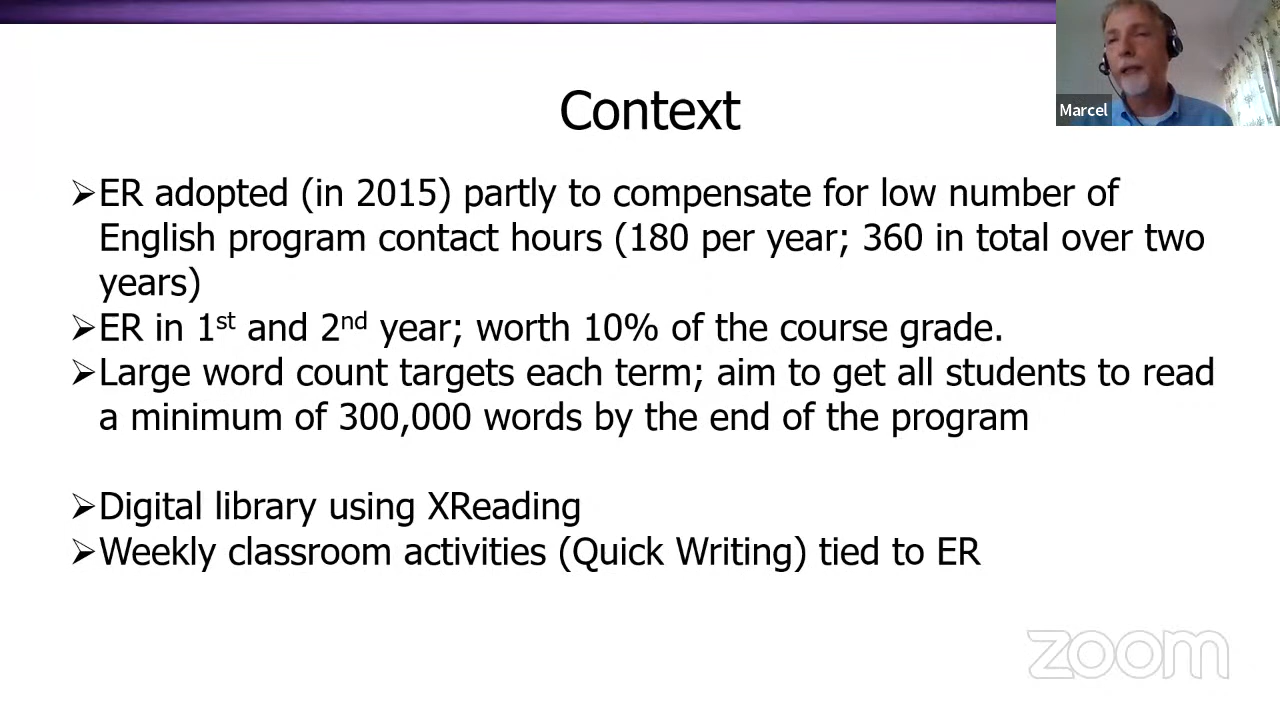 Context
Marcel
➢ER adopted (in 2015) partly to compensate for low number of
English program contact hours (180 per year; 360 in total over two
years)
➢ER in 1st and 2nd year; worth 10% of the course grade.
➢Large word count targets each term; aim to get all students to read
a minimum of 300,000 words by the end of the program
➢Digital library using XReading
➢Weekly classroom activities (Quick Writing) tied to ER
zoom